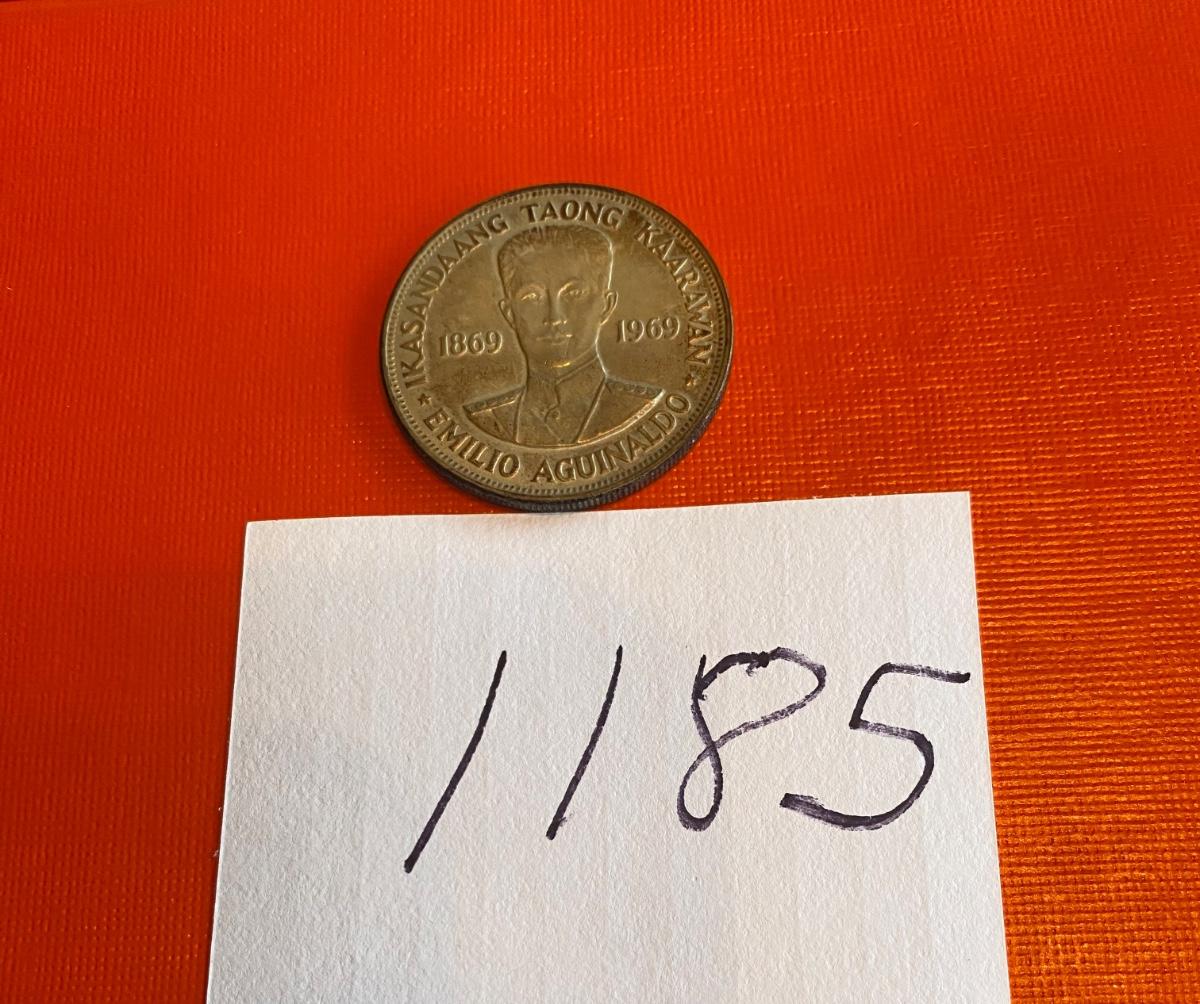 ★ IKASANDAANG TAONG KAARAWAN ★
1869 1969
EMILIO AGUINALDO
1185